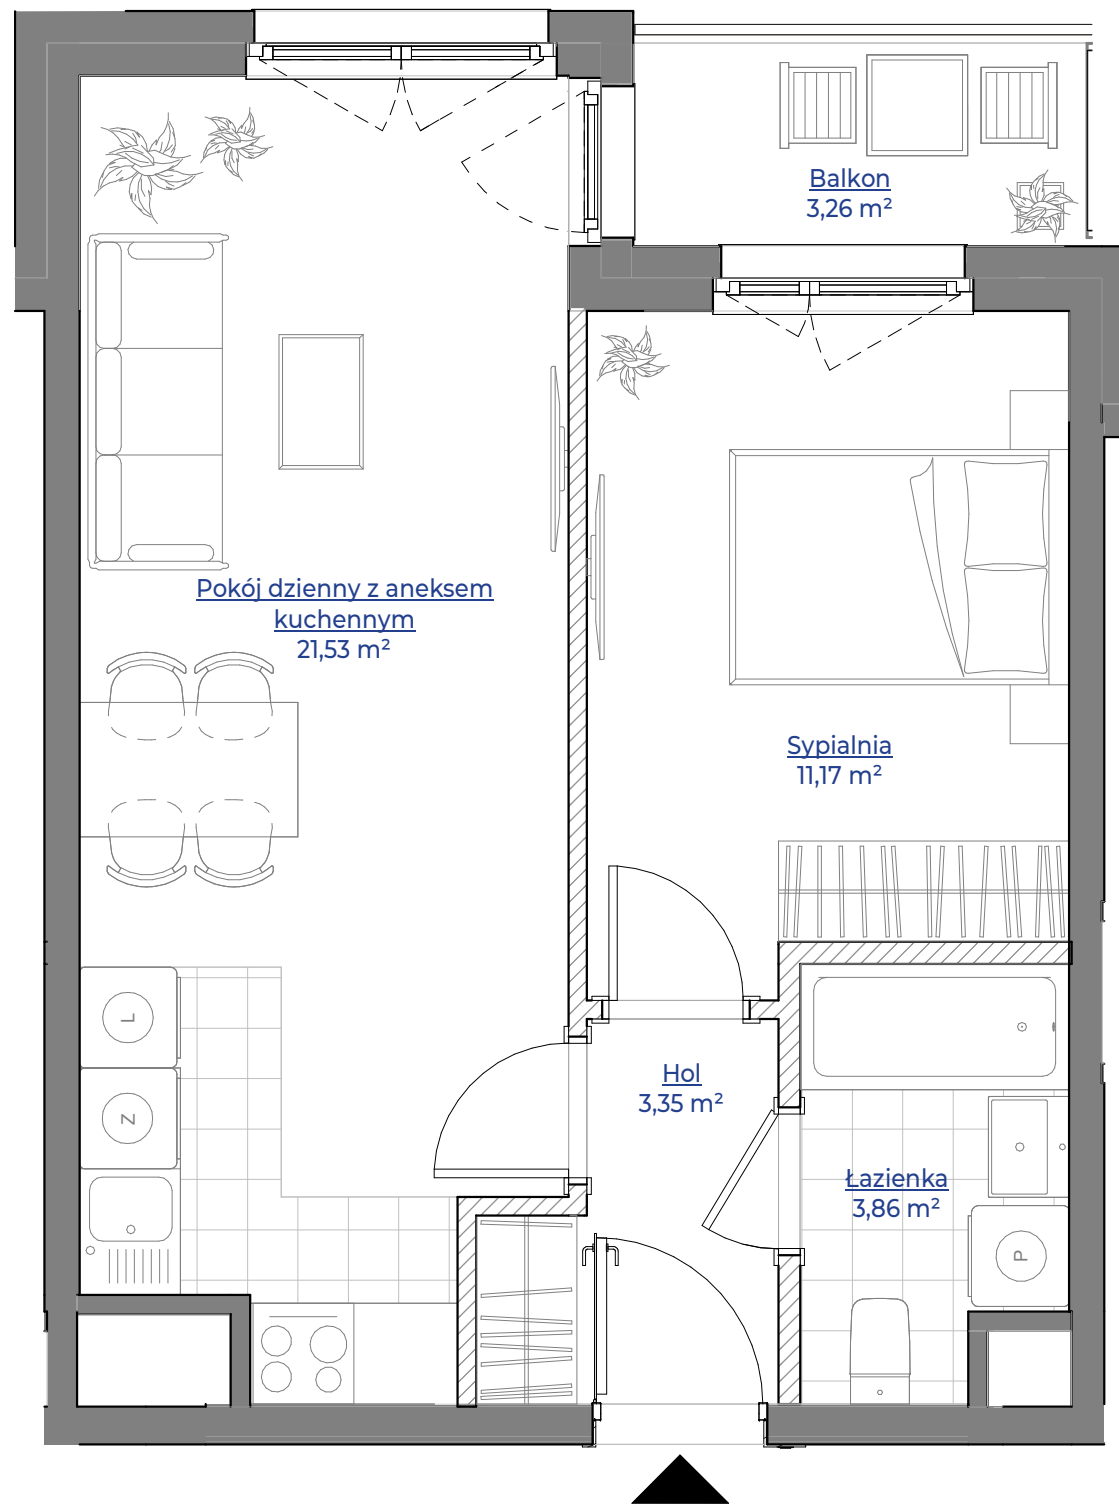 Balkon
3,26 m²
Pokój dzienny z aneksem
kuchennym
21,53 m²
Sypialnia
11,17 m²
L
Z
Hol
3,35 m²
Łazienka
3,86 m²
P